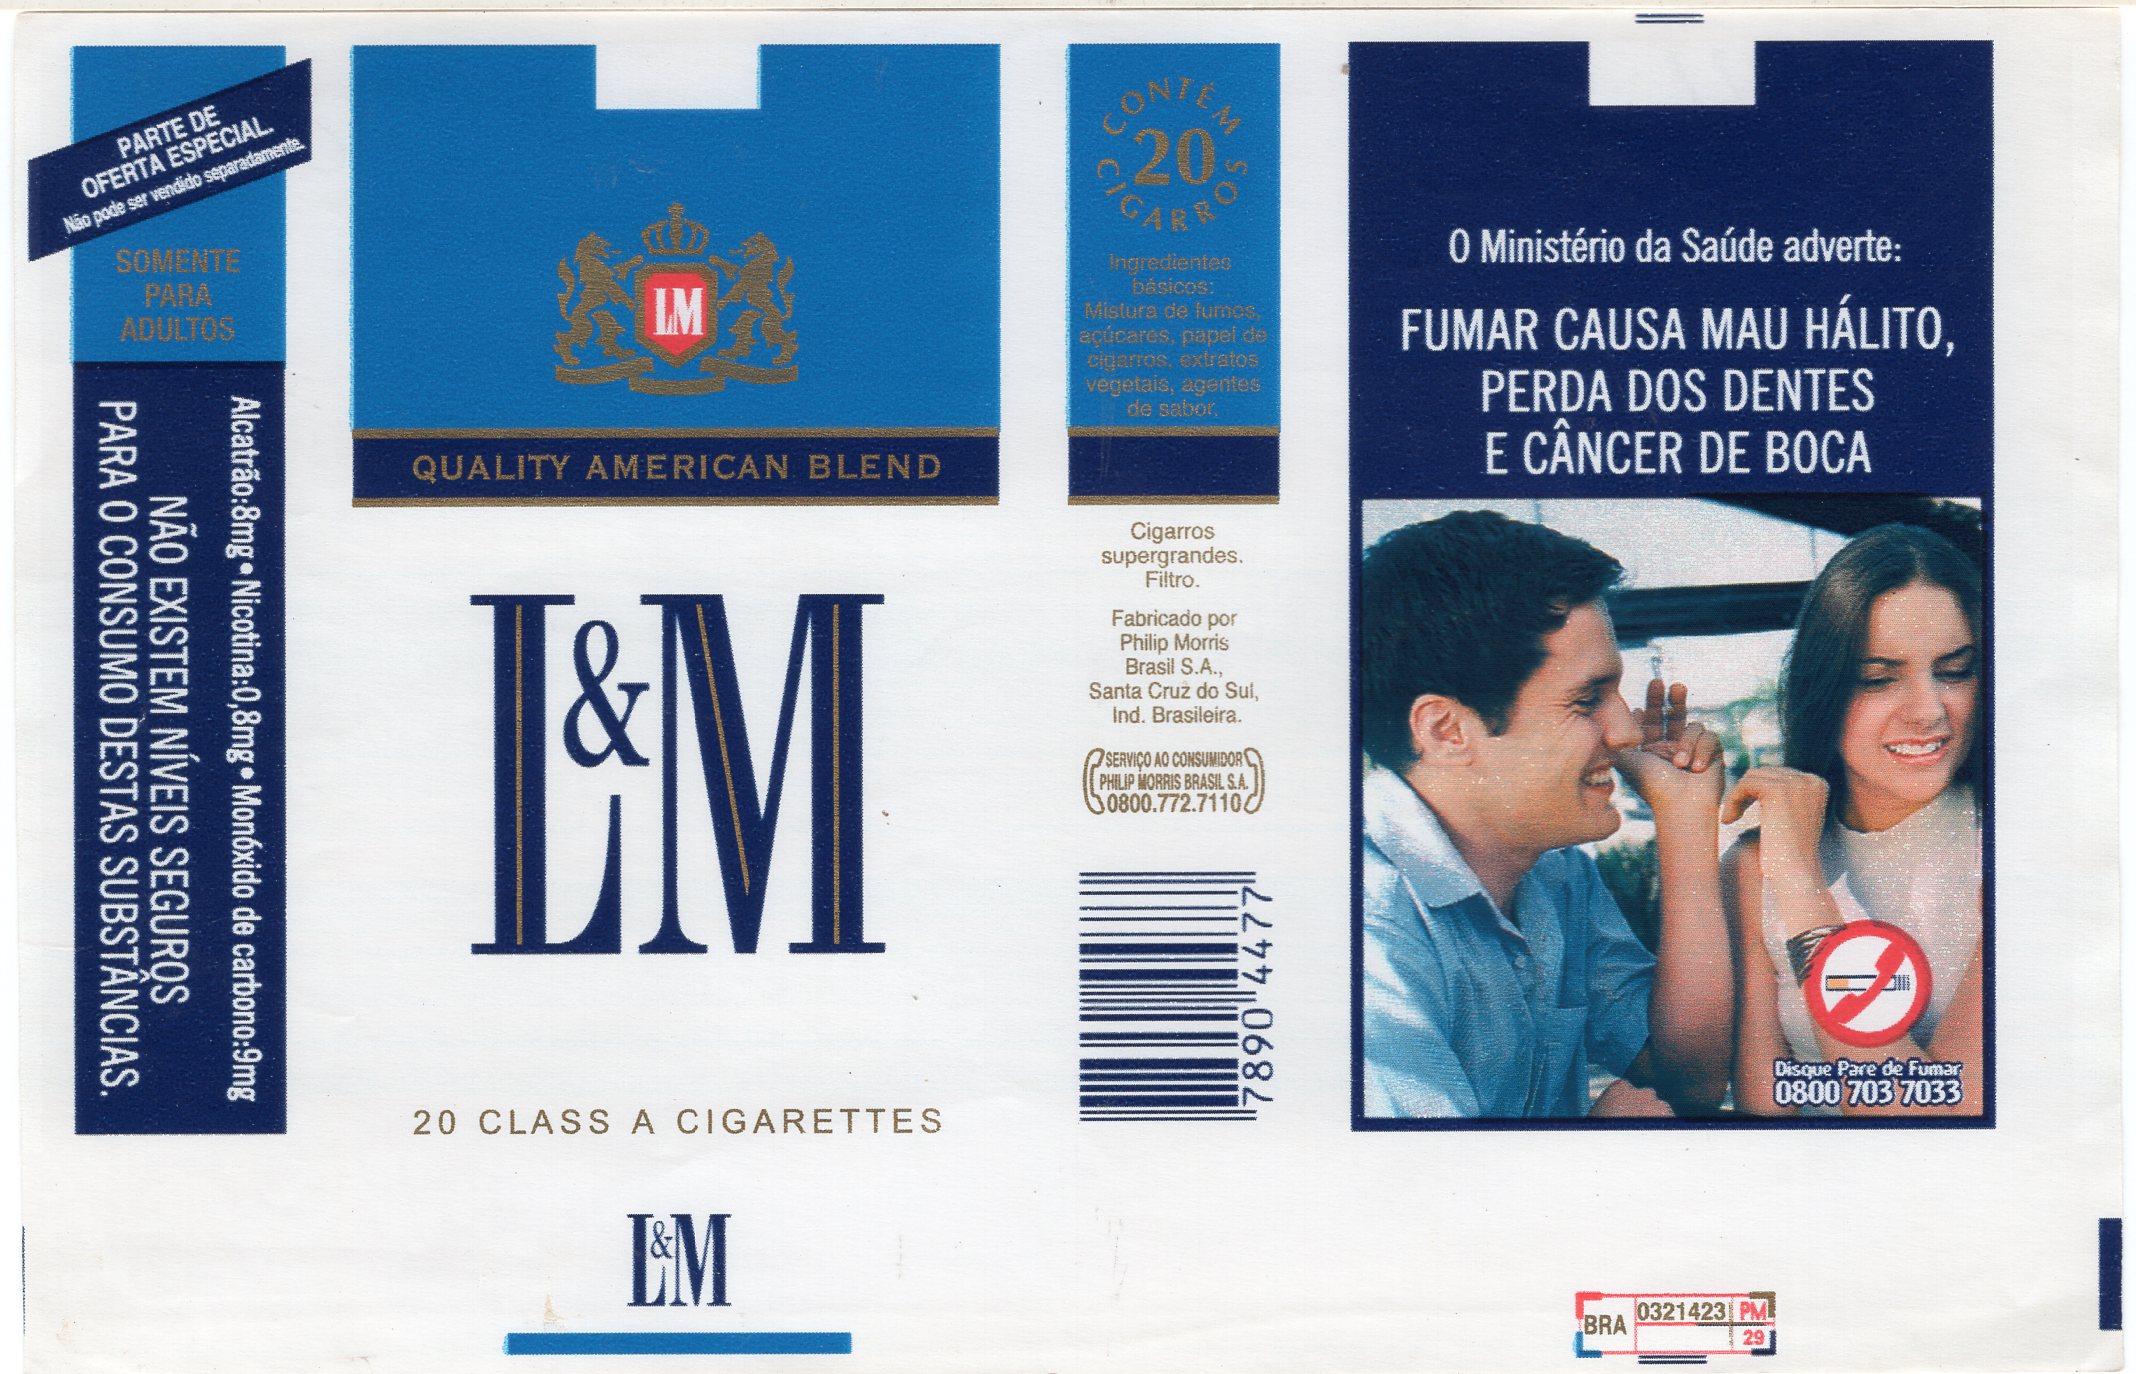 PARTE DE
OFERTA ESPECIAL.
Não pode ser vendido separadamente.
SOMENTE
PARA
ADULTOS
Alcatrão:8mg • Nicotina:0,8mg • Monóxido de carbono:9mg
NÃO EXISTEM NÍVEIS SEGUROS
PARA O CONSUMO DESTAS SUBSTÂNCIAS.
LM
QUALITY AMERICAN BLEND
L&M
20 CLASS A CIGARETTES
L&M
CONTÉM
20
CIGARROS
Ingredientes
básicos:
Mistura de fumos,
açúcares, papel de
cigarros, extratos
vegetais, agentes
de sabor.
Cigarros
supergrandes.
Filtro.
Fabricado por
Philip Morris
Brasil S.A.,
Santa Cruz do Sul,
Ind. Brasileira.
SERVIÇO AO CONSUMIDOR
PHILIP MORRIS BRASIL S.A.
0800.772.7110
78904477
O Ministério da Saúde adverte:
FUMAR CAUSA MAU HÁLITO,
PERDA DOS DENTES
E CÂNCER DE BOCA
Disque Pare de Fumar
0800 703 7033
BRA 0321423 PM
29